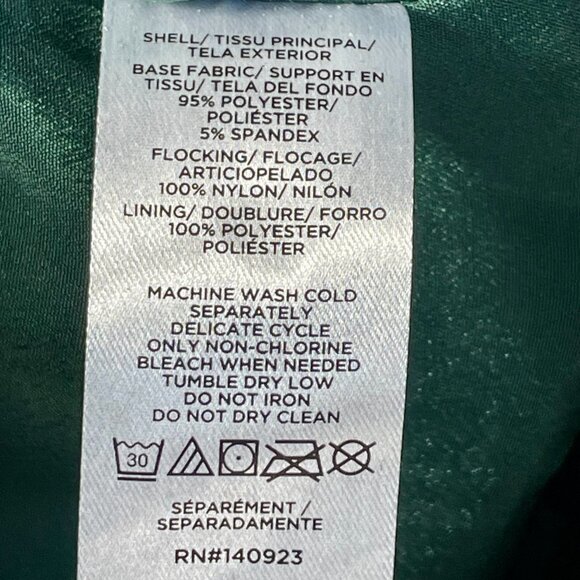 SHELL/ TISSU PRINCIPAL/
TELA EXTERIOR
BASE FABRIC/ SUPPORT EN
TISSU/ TELA DEL FONDO
95% POLYESTER/
POLIÉSTER
5% SPANDEX
FLOCKING/ FLOCAGE/
ARTICIOPELADO
100% NYLON/ NILÓN
LINING/ DOUBLURE/ FORRO
100% POLYESTER/
POLIÉSTER
MACHINE WASH COLD
SEPARATELY
DELICATE CYCLE
ONLY NON-CHLORINE
BLEACH WHEN NEEDED
TUMBLE DRY LOW
DO NOT IRON
DO NOT DRY CLEAN
30
SÉPARÉMENT /
SEPARADAMENTE
RN#140923